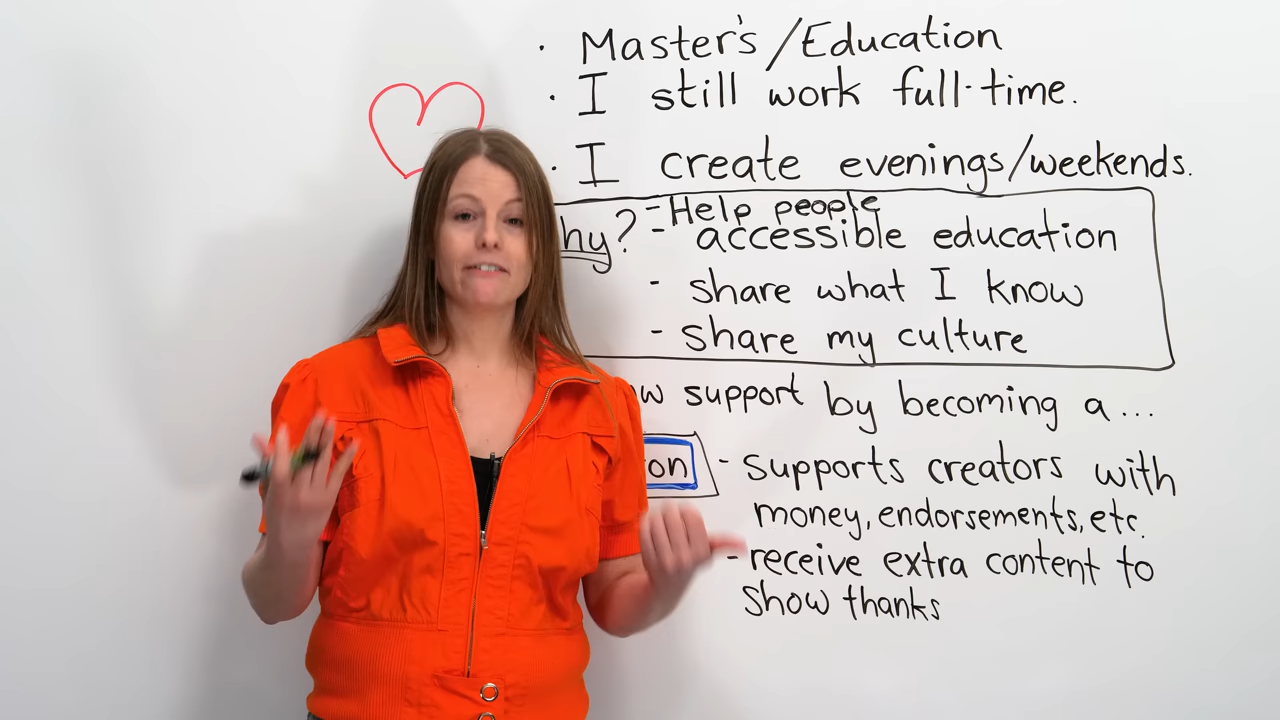 · Master's/Education
· I still work full-time.
· I create evenings/weekends.
- Help people
hy? - accessible education
- share what I know
- share my culture
w support by becoming a...
on - supports creators with
money, endorsements, etc.
- receive extra content to
show thanks